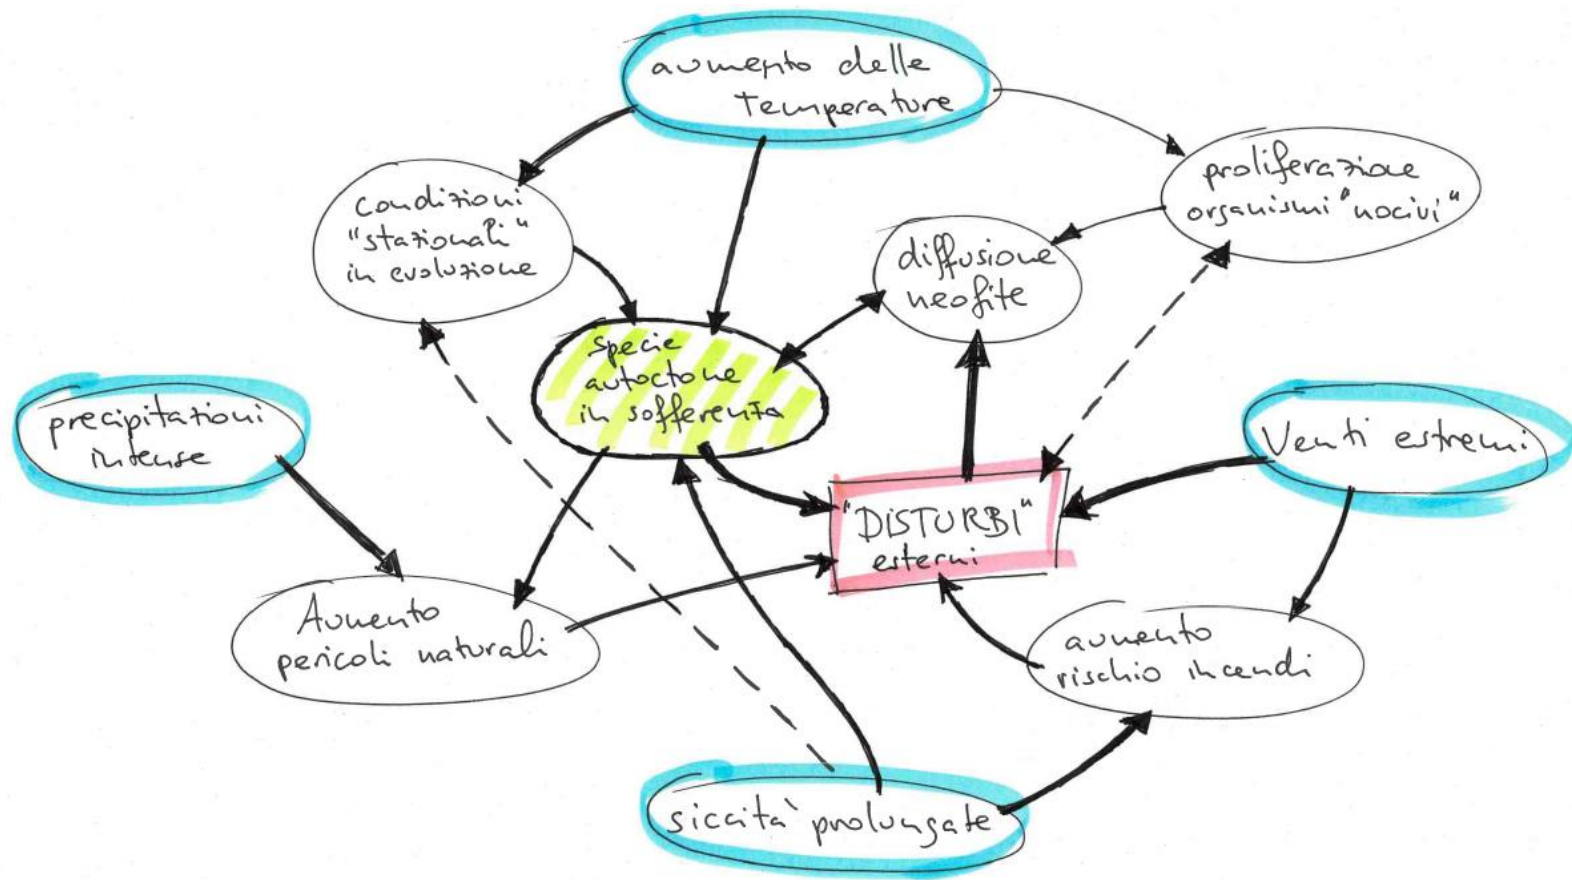 aumento delle
temperature
condizioni
"stazionali"
in evoluzione
proliferazione
organismi "nocivi"
diffusione
neofite
specie
autoctone
in sofferenza
precipitazioni
intense
Venti estremi
"DISTURBI"
esterni
Aumento
pericoli naturali
aumento
rischio incendi
siccità prolungate